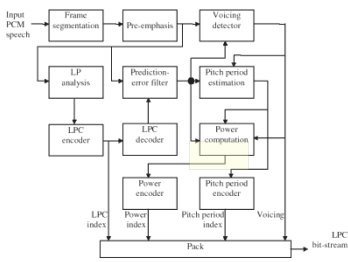 Input
PCM
speech
Frame
segmentation
Pre-emphasis
Voicing
detector
LP
analysis
Prediction-
error filter
Pitch period
estimation
LPC
encoder
LPC
decoder
Power
computation
Power
encoder
Pitch period
encoder
LPC
index
Power
index
Pitch period
index
Voicing
LPC
bit-stream
Pack